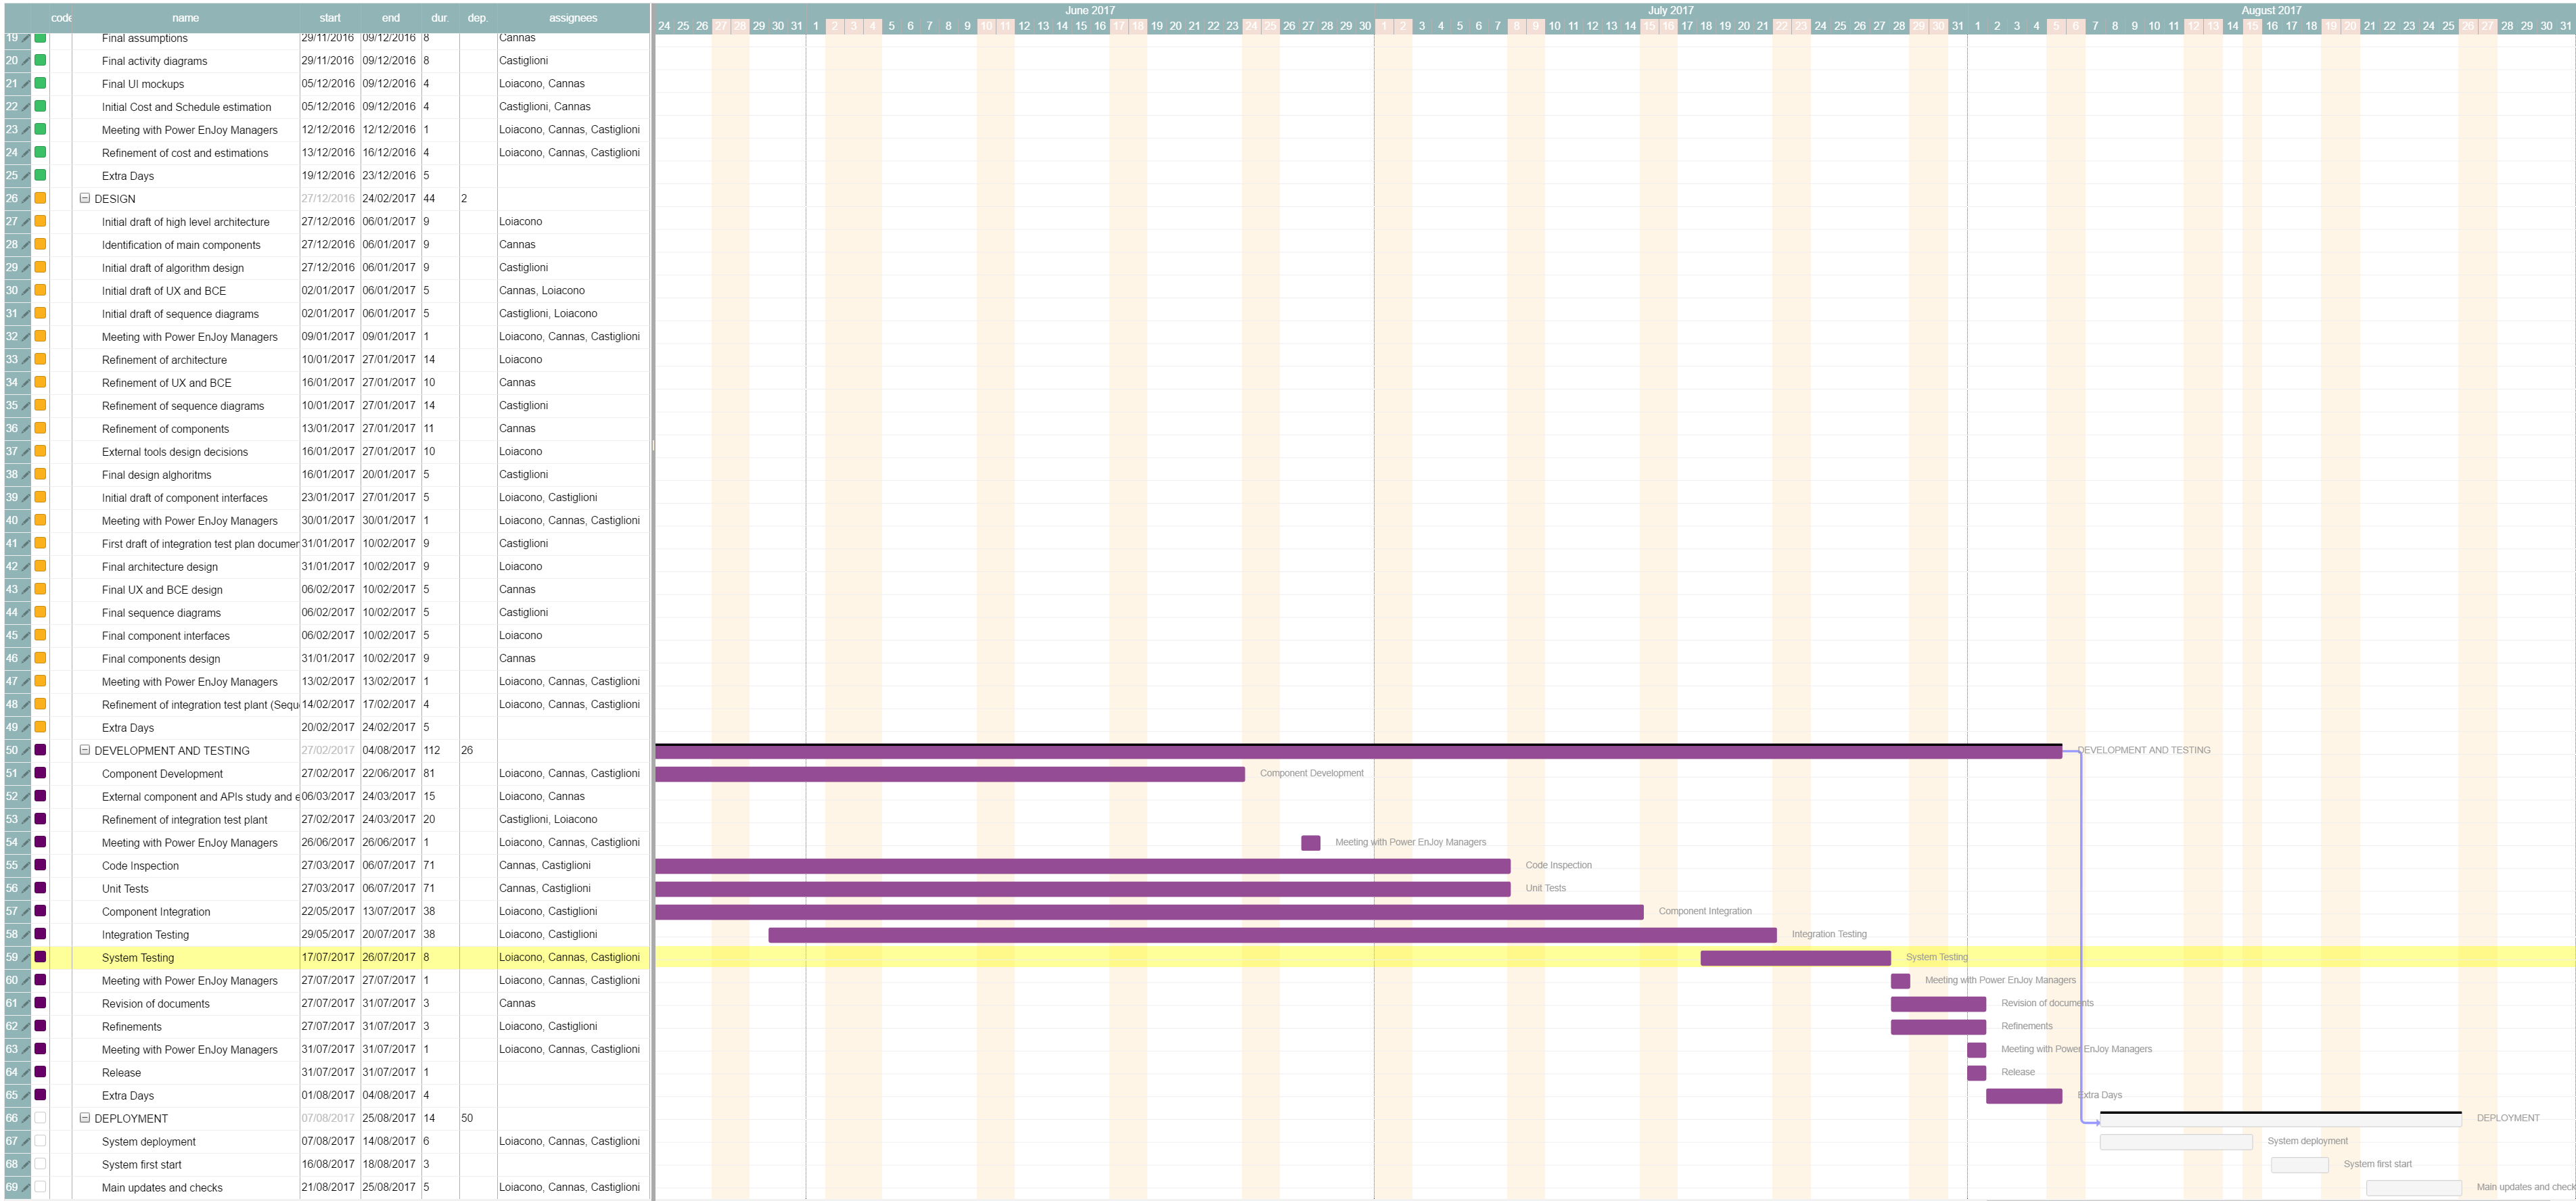 June 2017 July 2017 August 2017
code name start end dur. dep. assignees 24 25 26 27 28 29 30 31 1 2 3 4 5 6 7 8 9 10 11 12 13 14 15 16 17 18 19 20 21 22 23 24 25 26 27 28 29 30 1 2 3 4 5 6 7 8 9 10 11 12 13 14 15 16 17 18 19 20 21 22 23 24 25 26 27 28 29 30 31 1 2 3 4 5 6 7 8 9 10 11 12 13 14 15 16 17 18 19 20 21 22 23 24 25 26 27 28 29 30 31
19 Final assumptions 29/11/2016 09/12/2016 8 Cannas
20 Final activity diagrams 29/11/2016 09/12/2016 8 Castiglioni
21 Final UI mockups 05/12/2016 09/12/2016 4 Loiacono, Cannas
22 Initial Cost and Schedule estimation 05/12/2016 09/12/2016 4 Castiglioni, Cannas
23 Meeting with Power EnJoy Managers 12/12/2016 12/12/2016 1 Loiacono, Cannas, Castiglioni
24 Refinement of cost and estimations 13/12/2016 16/12/2016 4 Loiacono, Cannas, Castiglioni
25 Extra Days 19/12/2016 23/12/2016 5
26 DESIGN 27/12/2016 24/02/2017 44 2
27 Initial draft of high level architecture 27/12/2016 06/01/2017 9 Loiacono
28 Identification of main components 27/12/2016 06/01/2017 9 Cannas
29 Initial draft of algorithm design 27/12/2016 06/01/2017 9 Castiglioni
30 Initial draft of UX and BCE 02/01/2017 06/01/2017 5 Cannas, Loiacono
31 Initial draft of sequence diagrams 02/01/2017 06/01/2017 5 Castiglioni, Loiacono
32 Meeting with Power EnJoy Managers 09/01/2017 09/01/2017 1 Loiacono, Cannas, Castiglioni
33 Refinement of architecture 10/01/2017 27/01/2017 14 Loiacono
34 Refinement of UX and BCE 16/01/2017 27/01/2017 10 Cannas
35 Refinement of sequence diagrams 10/01/2017 27/01/2017 14 Castiglioni
36 Refinement of components 13/01/2017 27/01/2017 11 Cannas
37 External tools design decisions 16/01/2017 27/01/2017 10 Loiacono
38 Final design alghoritms 16/01/2017 20/01/2017 5 Castiglioni
39 Initial draft of component interfaces 23/01/2017 27/01/2017 5 Loiacono, Castiglioni
40 Meeting with Power EnJoy Managers 30/01/2017 30/01/2017 1 Loiacono, Cannas, Castiglioni
41 First draft of integration test plan documer 31/01/2017 10/02/2017 9 Castiglioni
42 Final architecture design 31/01/2017 10/02/2017 9 Loiacono
43 Final UX and BCE design 06/02/2017 10/02/2017 5 Cannas
44 Final sequence diagrams 06/02/2017 10/02/2017 5 Castiglioni
45 Final component interfaces 06/02/2017 10/02/2017 5 Loiacono
46 Final components design 31/01/2017 10/02/2017 9 Cannas
47 Meeting with Power EnJoy Managers 13/02/2017 13/02/2017 1 Loiacono, Cannas, Castiglioni
48 Refinement of integration test plant (Sequ 14/02/2017 17/02/2017 4 Loiacono, Cannas, Castiglioni
49 Extra Days 20/02/2017 24/02/2017 5
50 DEVELOPMENT AND TESTING 27/02/2017 04/08/2017 112 26 DEVELOPMENT AND TESTING
51 Component Development 27/02/2017 22/06/2017 81 Loiacono, Cannas, Castiglioni Component Development
52 External component and APIs study and e 06/03/2017 24/03/2017 15 Loiacono, Cannas
53 Refinement of integration test plant 27/02/2017 24/03/2017 20 Castiglioni, Loiacono
54 Meeting with Power EnJoy Managers 26/06/2017 26/06/2017 1 Loiacono, Cannas, Castiglioni Meeting with Power EnJoy Managers
55 Code Inspection 27/03/2017 06/07/2017 71 Cannas, Castiglioni Code Inspection
56 Unit Tests 27/03/2017 06/07/2017 71 Cannas, Castiglioni Unit Tests
57 Component Integration 22/05/2017 13/07/2017 38 Loiacono, Castiglioni Component Integration
58 Integration Testing 29/05/2017 20/07/2017 38 Loiacono, Castiglioni Integration Testing
59 System Testing 17/07/2017 26/07/2017 8 Loiacono, Cannas, Castiglioni System Testing
60 Meeting with Power EnJoy Managers 27/07/2017 27/07/2017 1 Loiacono, Cannas, Castiglioni Meeting with Power EnJoy Managers
61 Revision of documents 27/07/2017 31/07/2017 3 Cannas Revision of documents
62 Refinements 27/07/2017 31/07/2017 3 Loiacono, Castiglioni Refinements
63 Meeting with Power EnJoy Managers 31/07/2017 31/07/2017 1 Loiacono, Cannas, Castiglioni Meeting with Power EnJoy Managers
64 Release 31/07/2017 31/07/2017 1 Release
65 Extra Days 01/08/2017 04/08/2017 4 Extra Days
66 DEPLOYMENT 07/08/2017 25/08/2017 14 50 DEPLOYMENT
67 System deployment 07/08/2017 14/08/2017 6 Loiacono, Cannas, Castiglioni System deployment
68 System first start 16/08/2017 18/08/2017 3 System first start
69 Main updates and checks 21/08/2017 25/08/2017 5 Loiacono, Cannas, Castiglioni Main updates and check